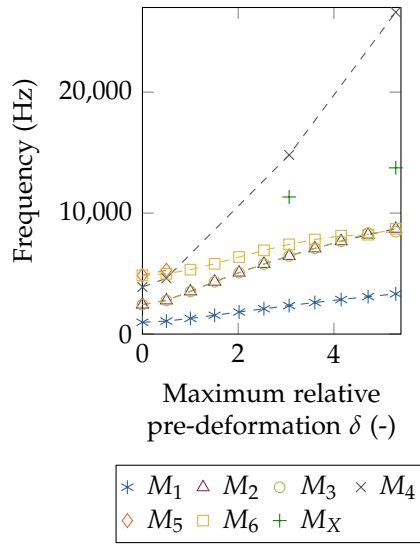 20,000
10,000
0
Frequency (Hz)
0 2 4
Maximum relative
pre-deformation δ (-)
M₁ M₂ M₃ M₄
M₅ M₆ M_X